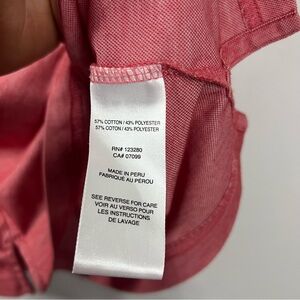 57% COTTON / 43% POLYESTER
57% COTTON / 43% POLYESTER
RN# 123280
CA# 07099
MADE IN PERU
FABRIQUÉ AU PÉROU
SEE REVERSE FOR CARE
VOIR AU VERSO POUR
LES INSTRUCTIONS
DE LAVAGE